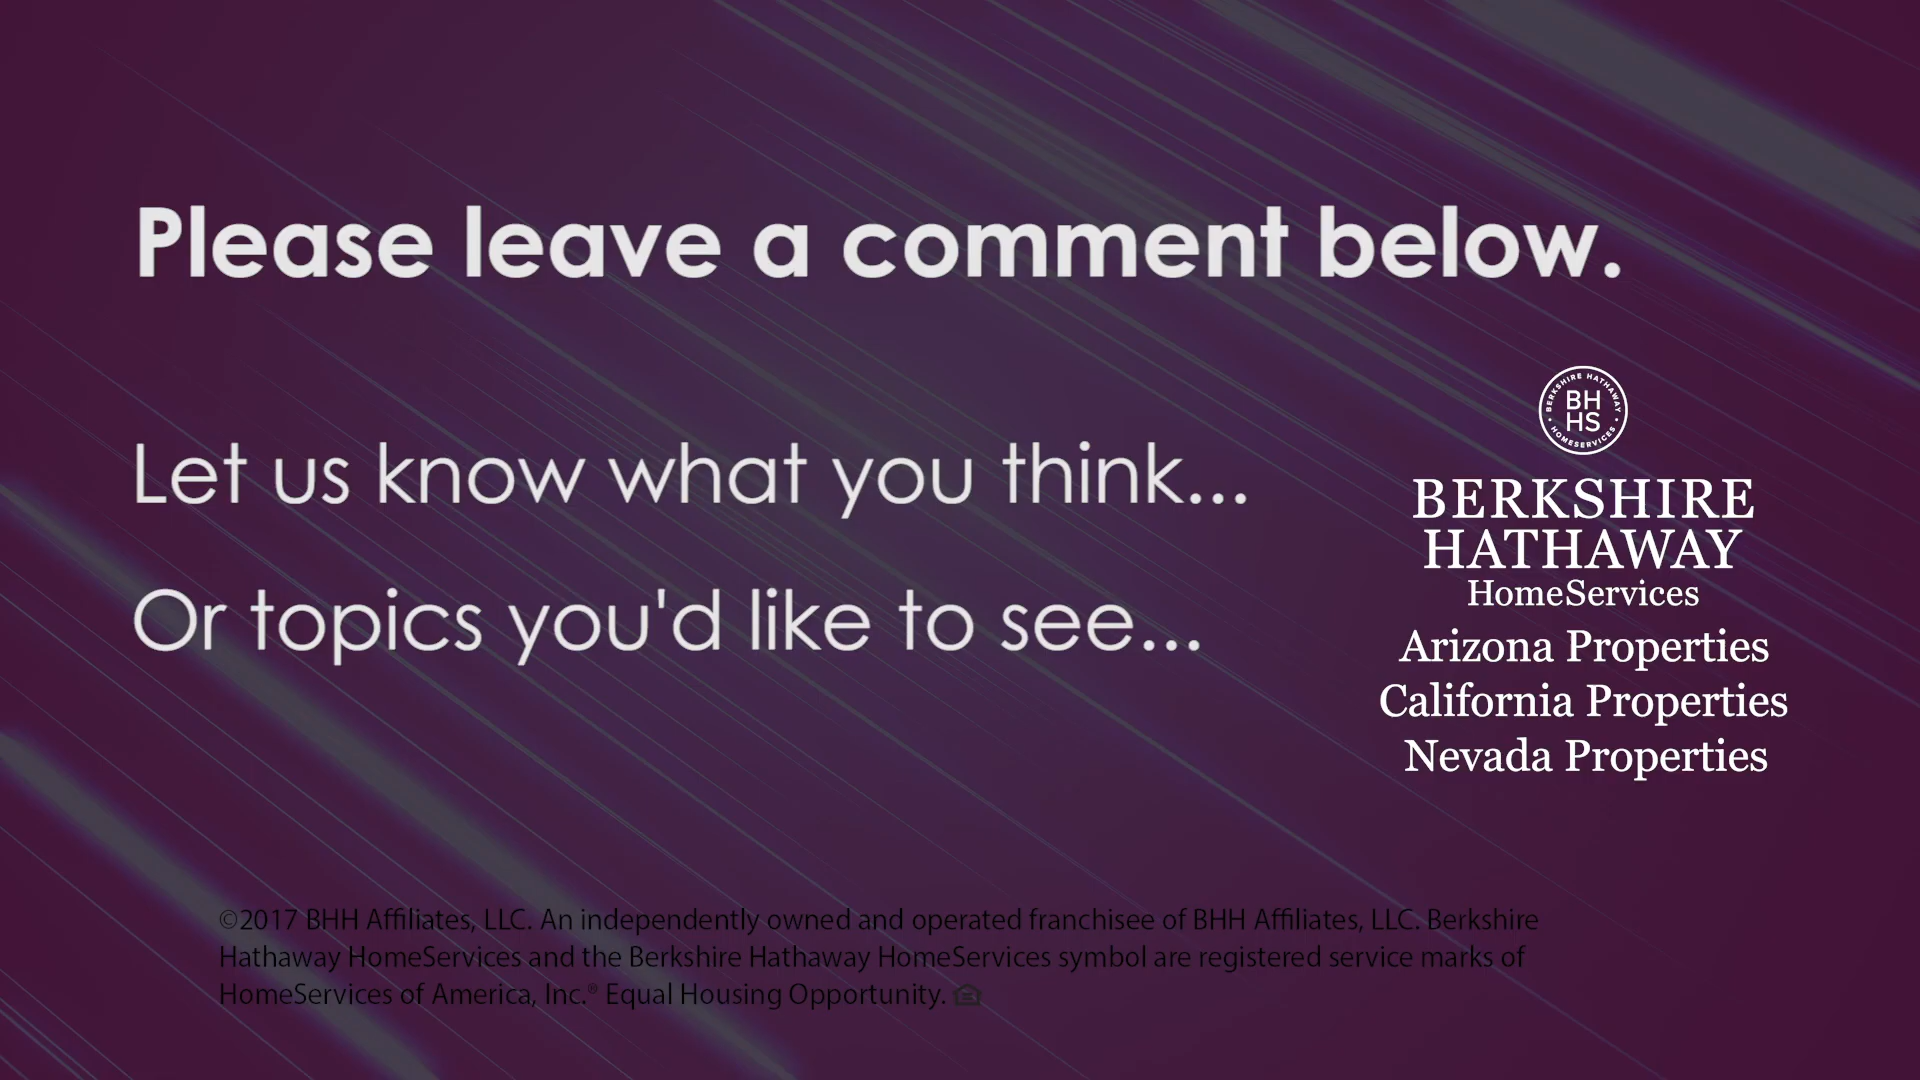 Please leave a comment below.
Let us know what you think...
Or topics you'd like to see...
BERKSHIRE HATHAWAY
BH
HS
HOMESERVICES
BERKSHIRE
HATHAWAY
HomeServices
Arizona Properties
California Properties
Nevada Properties
©2017 BHH Affiliates, LLC. An independently owned and operated franchisee of BHH Affiliates, LLC. Berkshire
Hathaway HomeServices and the Berkshire Hathaway HomeServices symbol are registered service marks of
HomeServices of America, Inc.® Equal Housing Opportunity.